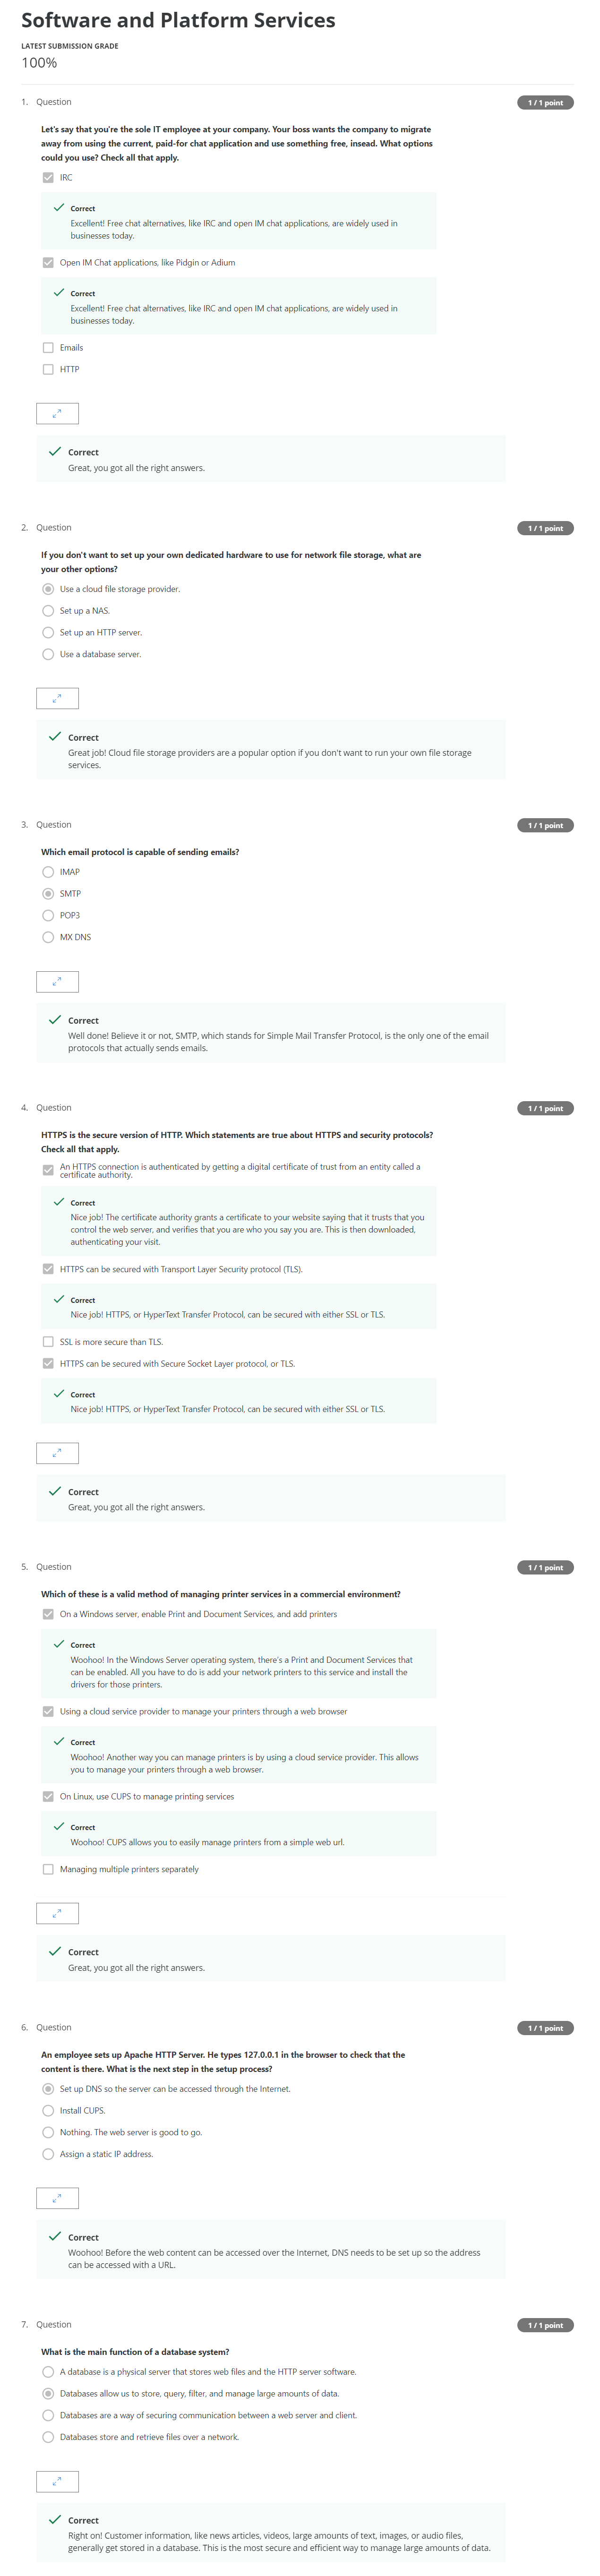 Software and Platform Services
LATEST SUBMISSION GRADE
100%
1. Question
1 / 1 point
Let's say that you're the sole IT employee at your company. Your boss wants the company to migrate
away from using the current, paid-for chat application and use something free, insead. What options
could you use? Check all that apply.
IRC
Correct
Excellent! Free chat alternatives, like IRC and open IM chat applications, are widely used in
businesses today.
Open IM Chat applications, like Pidgin or Adium
Correct
Excellent! Free chat alternatives, like IRC and open IM chat applications, are widely used in
businesses today.
Emails
HTTP
Correct
Great, you got all the right answers.
2. Question
1 / 1 point
If you don't want to set up your own dedicated hardware to use for network file storage, what are
your other options?
Use a cloud file storage provider.
Set up a NAS.
Set up an HTTP server.
Use a database server.
Correct
Great job! Cloud file storage providers are a popular option if you don't want to run your own file storage
services.
3. Question
1 / 1 point
Which email protocol is capable of sending emails?
IMAP
SMTP
POP3
MX DNS
Correct
Well done! Believe it or not, SMTP, which stands for Simple Mail Transfer Protocol, is the only one of the email
protocols that actually sends emails.
4. Question
1 / 1 point
HTTPS is the secure version of HTTP. Which statements are true about HTTPS and security protocols?
Check all that apply.
An HTTPS connection is authenticated by getting a digital certificate of trust from an entity called a
certificate authority.
Correct
Nice job! The certificate authority grants a certificate to your website saying that it trusts that you
control the web server, and verifies that you are who you say you are. This is then downloaded,
authenticating your visit.
HTTPS can be secured with Transport Layer Security protocol (TLS).
Correct
Nice job! HTTPS, or HyperText Transfer Protocol, can be secured with either SSL or TLS.
SSL is more secure than TLS.
HTTPS can be secured with Secure Socket Layer protocol, or TLS.
Correct
Nice job! HTTPS, or HyperText Transfer Protocol, can be secured with either SSL or TLS.
Correct
Great, you got all the right answers.
5. Question
1 / 1 point
Which of these is a valid method of managing printer services in a commercial environment?
On a Windows server, enable Print and Document Services, and add printers
Correct
Woohoo! In the Windows Server operating system, there's a Print and Document Services that
can be enabled. All you have to do is add your network printers to this service and install the
drivers for those printers.
Using a cloud service provider to manage your printers through a web browser
Correct
Woohoo! Another way you can manage printers is by using a cloud service provider. This allows
you to manage your printers through a web browser.
On Linux, use CUPS to manage printing services
Correct
Woohoo! CUPS allows you to easily manage printers from a simple web url.
Managing multiple printers separately
Correct
Great, you got all the right answers.
6. Question
1 / 1 point
An employee sets up Apache HTTP Server. He types 127.0.0.1 in the browser to check that the
content is there. What is the next step in the setup process?
Set up DNS so the server can be accessed through the Internet.
Install CUPS.
Nothing. The web server is good to go.
Assign a static IP address.
Correct
Woohoo! Before the web content can be accessed over the Internet, DNS needs to be set up so the address
can be accessed with a URL.
7. Question
1 / 1 point
What is the main function of a database system?
A database is a physical server that stores web files and the HTTP server software.
Databases allow us to store, query, filter, and manage large amounts of data.
Databases are a way of securing communication between a web server and client.
Databases store and retrieve files over a network.
Correct
Right on! Customer information, like news articles, videos, large amounts of text, images, or audio files,
generally get stored in a database. This is the most secure and efficient way to manage large amounts of data.